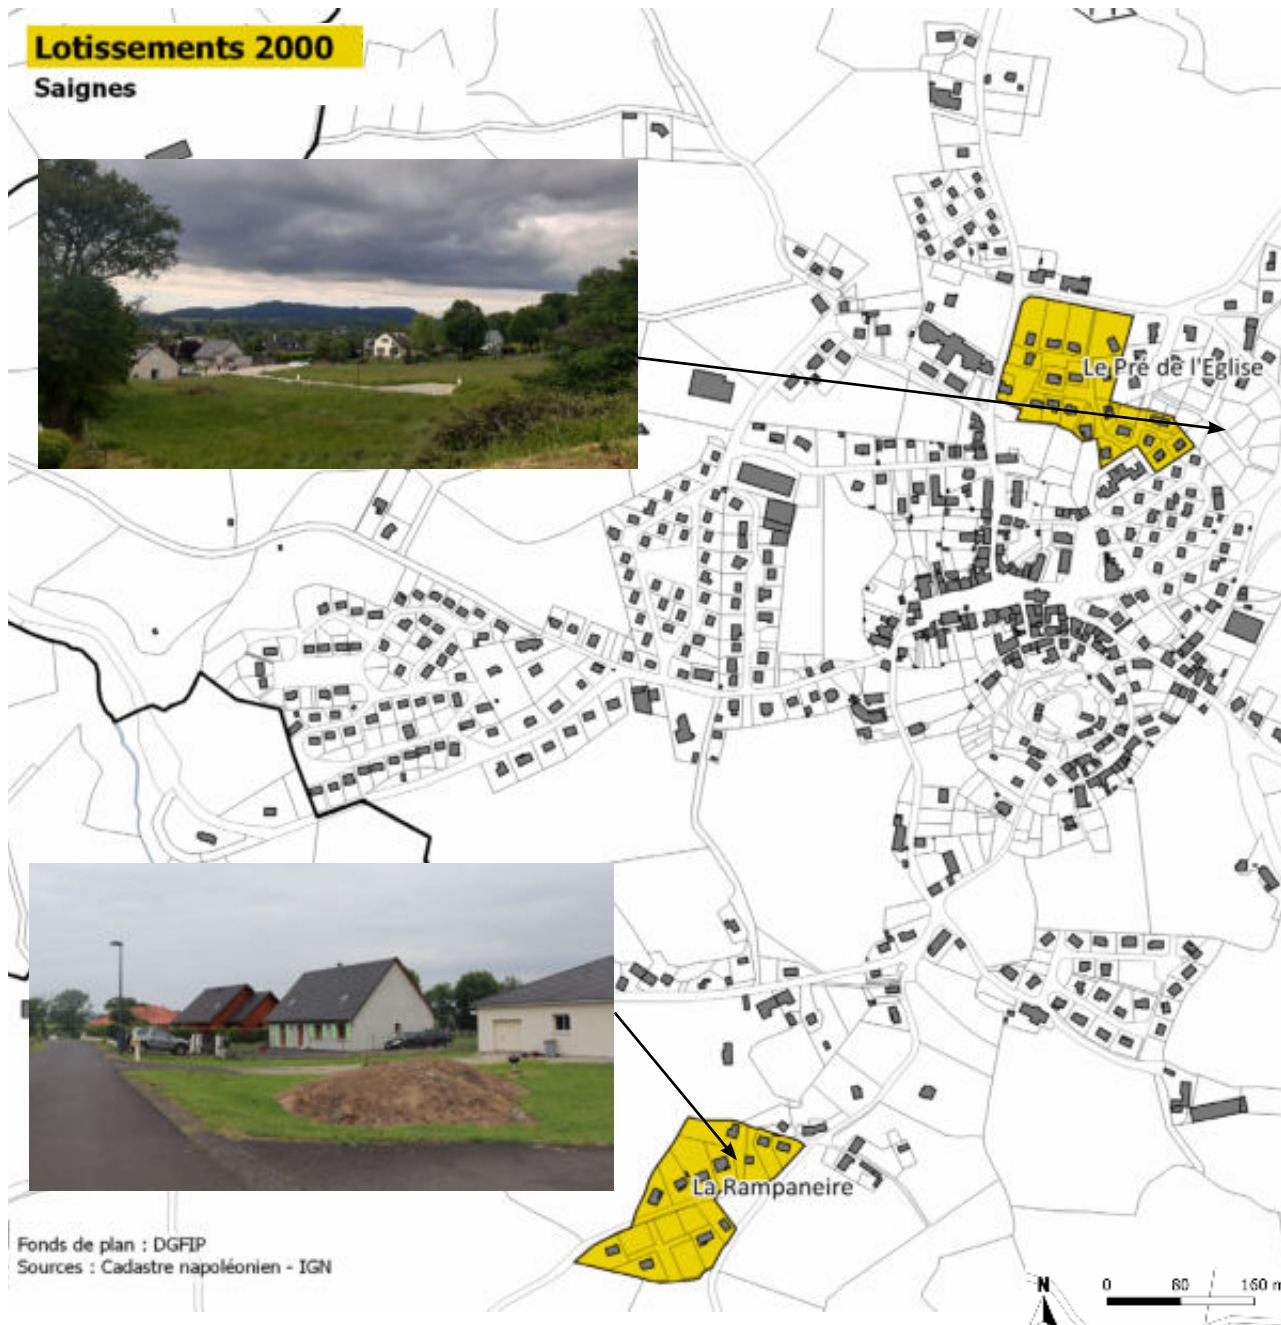 Lotissements 2000
Saignes
Le Pré de l'Eglise
La Rampaneire
Fonds de plan : DGFIP
Sources : Cadastre napoléonien - IGN
N
0 80 160 m